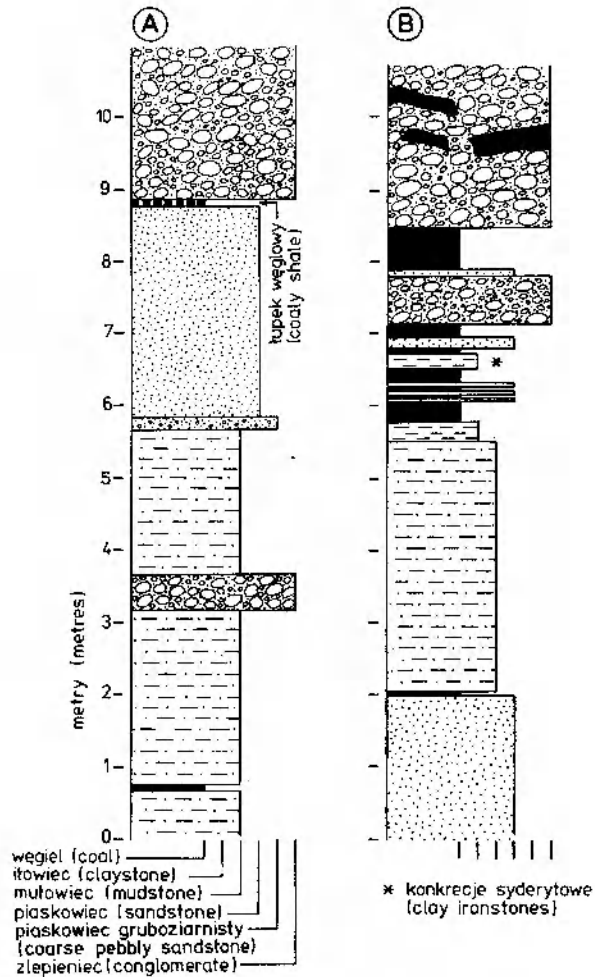 A
B
10
9
8
7
6
5
4
3
2
1
0
metry (metres)
łupek węglowy
(coaly shale)
węgiel (coal)
iłowiec (claystone)
mułowiec (mudstone)
piaskowiec (sandstone)
piaskowiec gruboziarnisty
(coarse pebbly sandstone)
zlepieniec (conglomerate)
* konkrecje syderytowe
(clay ironstones)